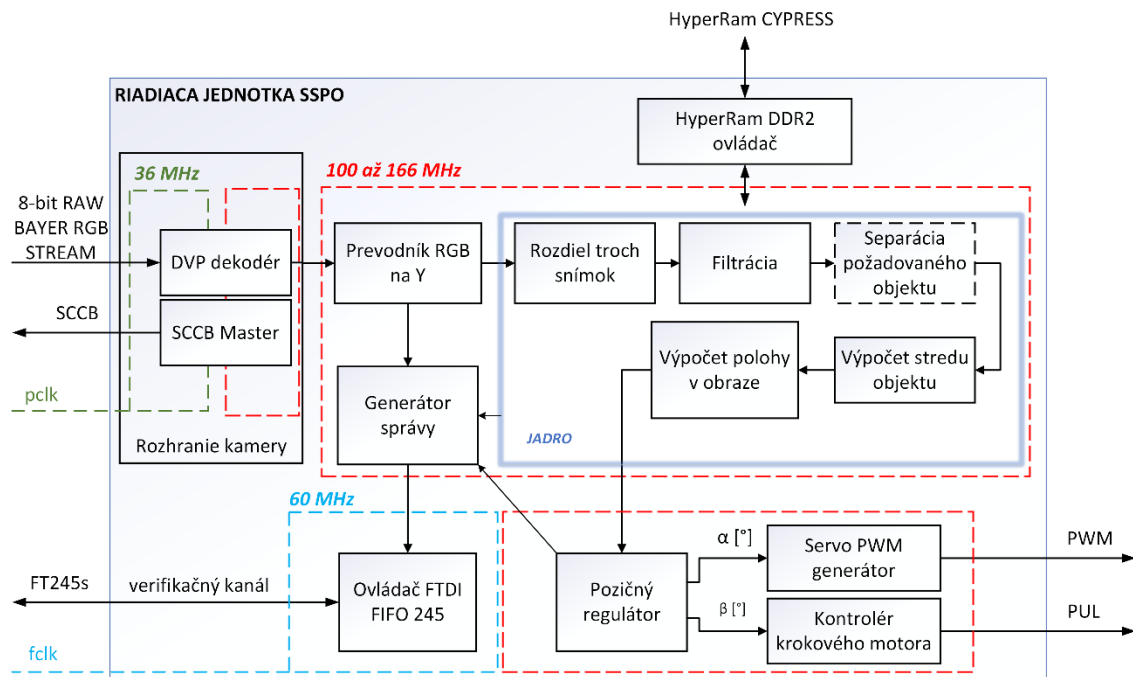 HyperRam CYPRESS
RIADIACA JEDNOTKA SSPO
HyperRam DDR2
ovládač
36 MHz
100 až 166 MHz
8-bit RAW
BAYER RGB
STREAM
DVP dekodér
Prevodník RGB
na Y
Rozdiel troch
snímok
Filtrácia
Separácia
požadovaného
objektu
SCCB
SCCB Master
Výpočet polohy
v obraze
Výpočet stredu
objektu
pclk
Generátor
správy
Rozhranie kamery
JADRO
60 MHz
FT245s
verifikačný kanál
Ovládač FTDI
FIFO 245
Pozičný
regulátor
α [°]
β [°]
Servo PWM
generátor
PWM
Kontrolér
krokového motora
PUL
fclk